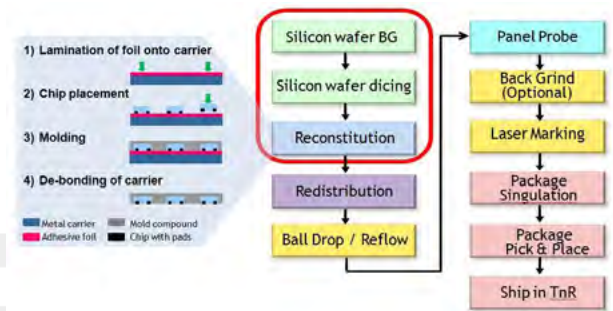 1) Lamination of foil onto carrier
2) Chip placement
3) Molding
4) De-bonding of carrier
Metal carrier
Mold compound
Adhesive foil
Chip with pads
Silicon wafer BG
Silicon wafer dicing
Reconstitution
Redistribution
Ball Drop / Reflow
Panel Probe
Back Grind
(Optional)
Laser Marking
Package
Singulation
Package
Pick & Place
Ship in TnR